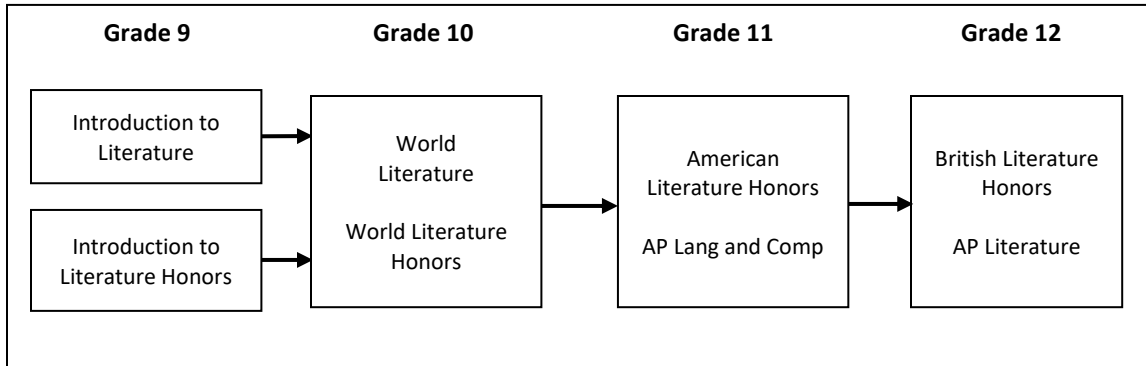 Grade 9
Grade 10
Grade 11
Grade 12
Introduction to
Literature
Introduction to
Literature Honors
World
Literature
World Literature
Honors
American
Literature Honors
AP Lang and Comp
British Literature
Honors
AP Literature